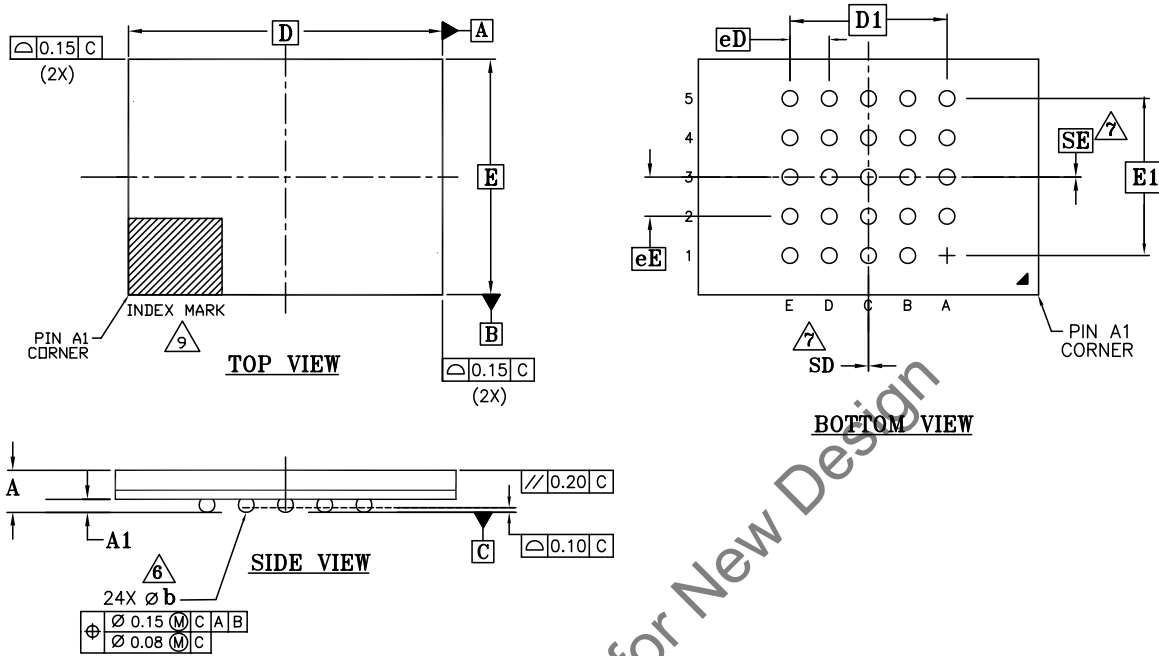 D
A
⌓ 0.15 C
(2X)
E
INDEX MARK
9
PIN A1
CORNER
B
TOP VIEW
⌓ 0.15 C
(2X)
D1
eD
5
4
3
2
1
7
SE
E1
eE
E D C B A
7
SD
PIN A1
CORNER
BOTTOM VIEW
A
A1
// 0.20 C
C
⌓ 0.10 C
SIDE VIEW
6
24X Ø b
⌖ Ø 0.15 Ⓜ C A B
Ø 0.08 Ⓜ C
for New Design